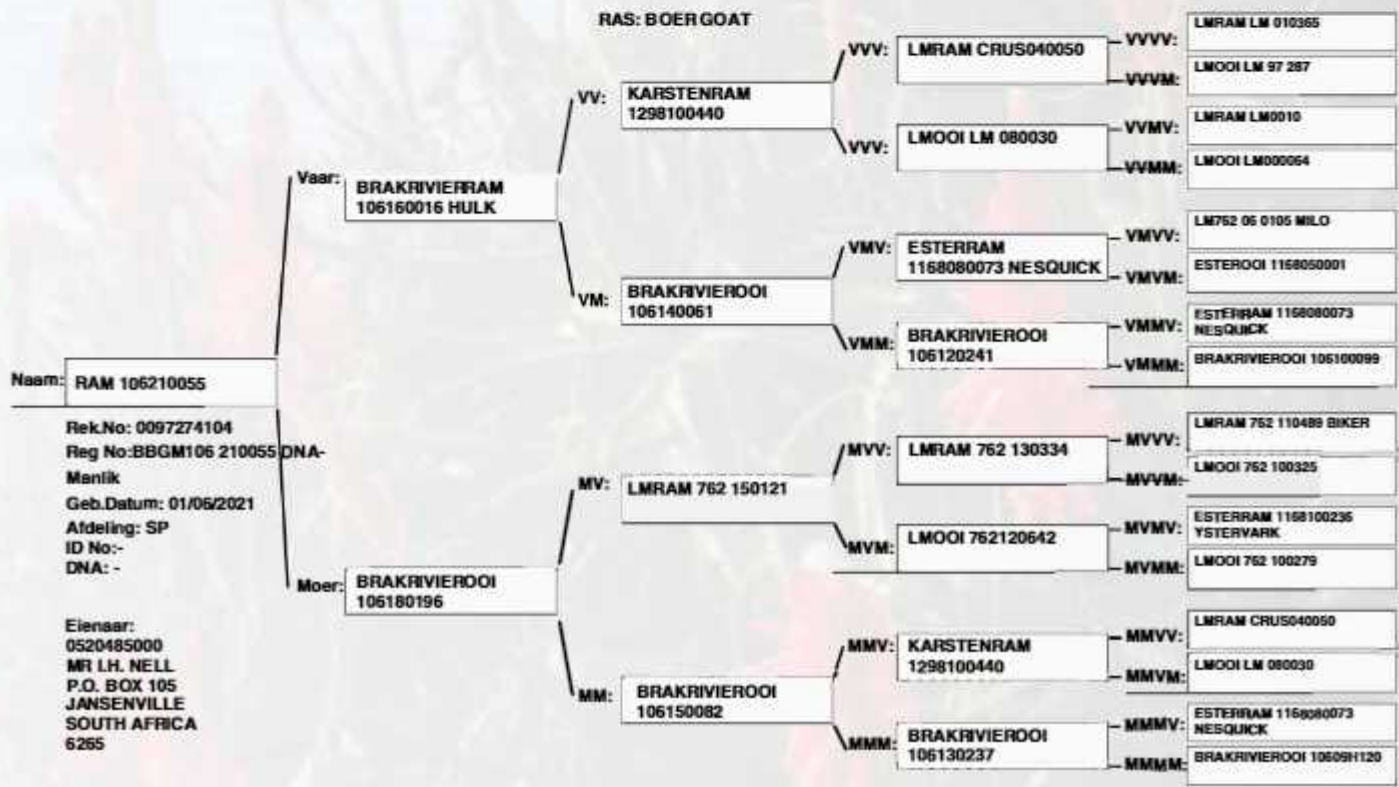 RAS: BOER GOAT
Naam: RAM 106210055
Rek.No: 0097274104
Reg No:BBGM106 210055 DNA-
Manlik
Geb.Datum: 01/06/2021
Afdeling: SP
ID No:-
DNA: -
Eienaar:
0520485000
MR I.H. NELL
P.O. BOX 105
JANSENVILLE
SOUTH AFRICA
6265
Vaar: BRAKRIVIERRAM
106160016 HULK
Moer: BRAKRIVIEROOI
106180196
VV: KARSTENRAM
1298100440
VM: BRAKRIVIEROOI
106140061
MV: LMRAM 762 150121
MM: BRAKRIVIEROOI
106150082
VVV: LMRAM CRUS040050
VVV: LMOOI LM 080030
VMV: ESTERRAM
1168080073 NESQUICK
VMM: BRAKRIVIEROOI
106120241
MVV: LMRAM 762 130334
MVM: LMOOI 762120642
MMV: KARSTENRAM
1298100440
MMM: BRAKRIVIEROOI
106130237
VVVV: LMRAM LM 010365
VVVM: LMOOI LM 97 287
VVMV: LMRAM LM0010
VVMM: LMOOI LM000064
VMVV: LM762 06 0105 MILO
VMVM: ESTEROOI 1168050001
VMMV: ESTERRAM 1168080073
NESQUICK
VMMM: BRAKRIVIEROOI 106100099
MVVV: LMRAM 762 110489 BIKER
MVVM: LMOOI 762 100325
MVMV: ESTERRAM 1168100236
YSTERVARK
MVMM: LMOOI 762 100279
MMVV: LMRAM CRUS040050
MMVM: LMOOI LM 080030
MMMV: ESTERRAM 1168080073
NESQUICK
MMMM: BRAKRIVIEROOI 10609H120